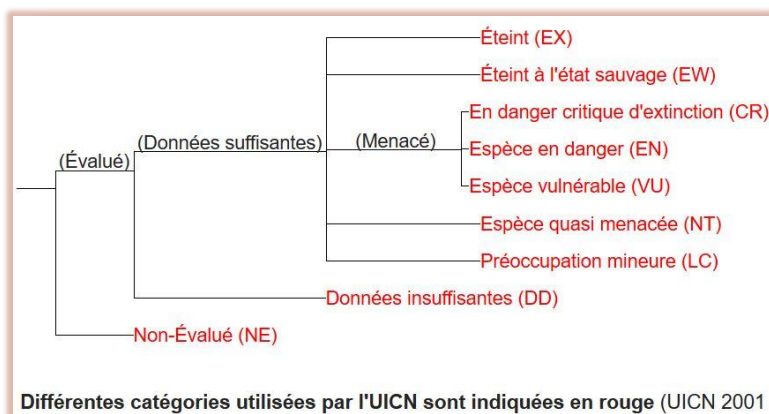 Éteint (EX)
Éteint à l'état sauvage (EW)
En danger critique d'extinction (CR)
(Données suffisantes)
(Menacé)
Espèce en danger (EN)
(Évalué)
Espèce vulnérable (VU)
Espèce quasi menacée (NT)
Préoccupation mineure (LC)
Données insuffisantes (DD)
Non-Évalué (NE)
Différentes catégories utilisées par l'UICN sont indiquées en rouge (UICN 2001